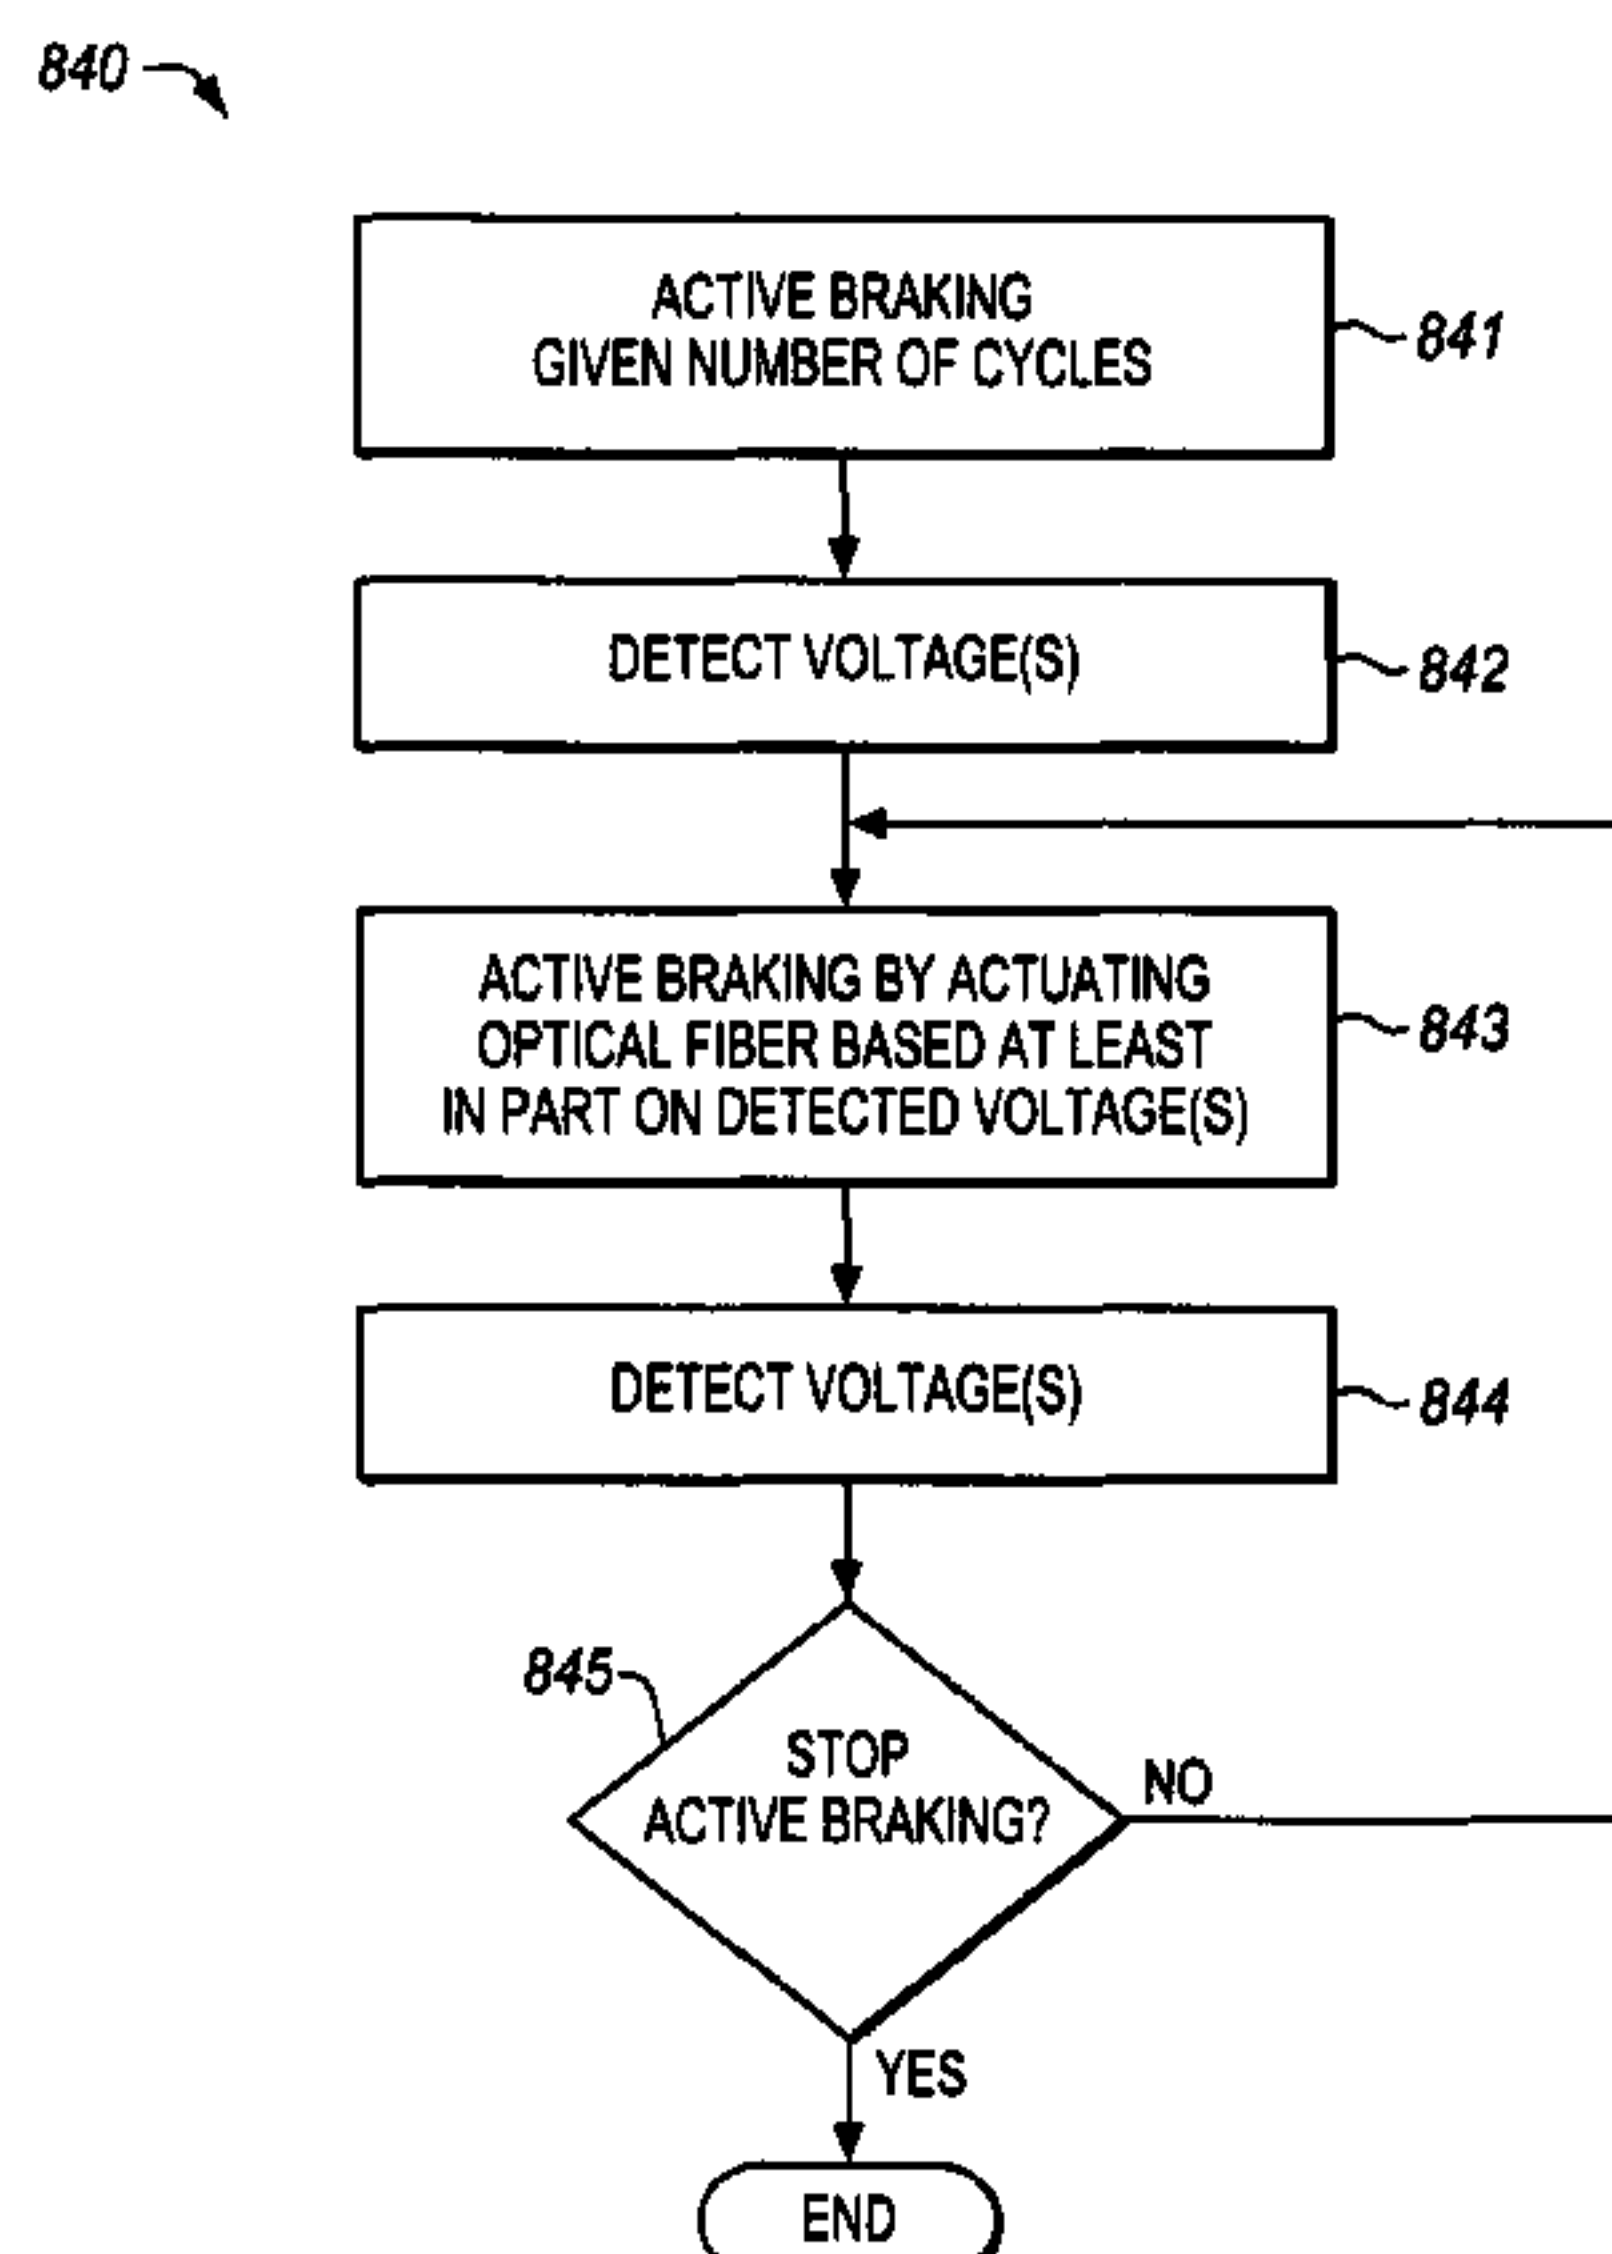 840
ACTIVE BRAKING
GIVEN NUMBER OF CYCLES
841
DETECT VOLTAGE(S)
842
ACTIVE BRAKING BY ACTUATING
OPTICAL FIBER BASED AT LEAST
IN PART ON DETECTED VOLTAGE(S)
843
DETECT VOLTAGE(S)
844
845
STOP
ACTIVE BRAKING?
NO
YES
END